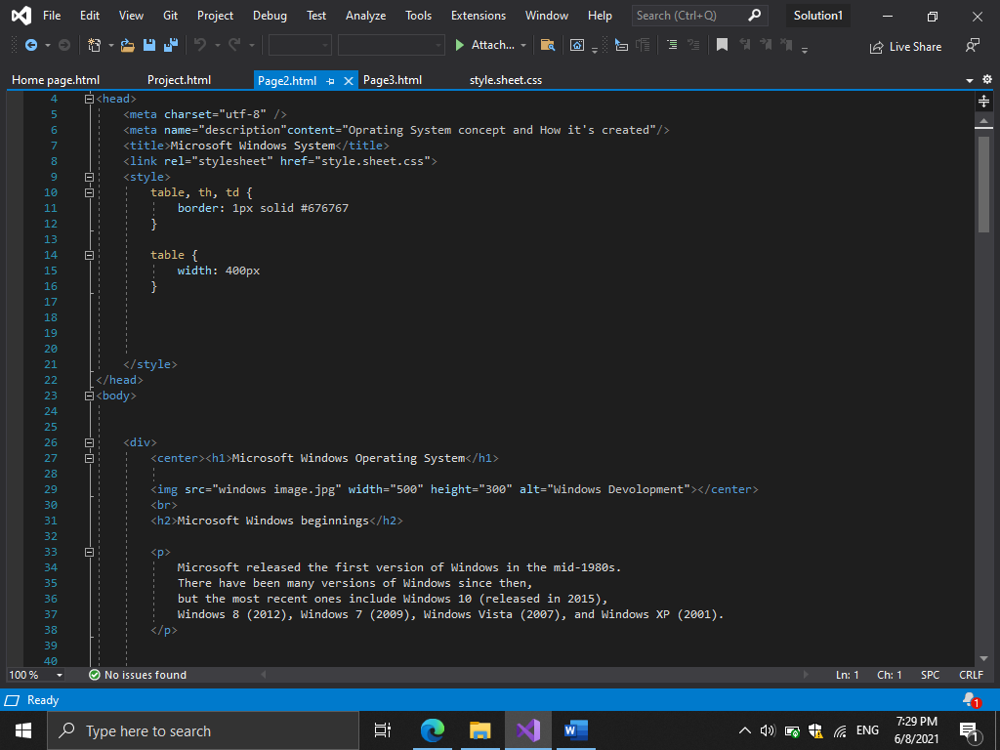 File Edit View Git Project Debug Test Analyze Tools Extensions Window Help Search (Ctrl+Q) Solution1
Attach... Live Share
Home page.html Project.html Page2.html Page3.html style.sheet.css
4 <head>
5 <meta charset="utf-8" />
6 <meta name="description"content="Oprating System concept and How it's created"/>
7 <title>Microsoft Windows System</title>
8 <link rel="stylesheet" href="style.sheet.css">
9 <style>
10 table, th, td {
11 border: 1px solid #676767
12 }
13
14 table {
15 width: 400px
16 }
17
18
19
20
21 </style>
22 </head>
23 <body>
24
25
26 <div>
27 <center><h1>Microsoft Windows Operating System</h1>
28
29 <img src="windows image.jpg" width="500" height="300" alt="Windows Devolopment"></center>
30 <br>
31 <h2>Microsoft Windows beginnings</h2>
32
33 <p>
34 Microsoft released the first version of Windows in the mid-1980s.
35 There have been many versions of Windows since then,
36 but the most recent ones include Windows 10 (released in 2015),
37 Windows 8 (2012), Windows 7 (2009), Windows Vista (2007), and Windows XP (2001).
38 </p>
39
40
100 % No issues found Ln: 1 Ch: 1 SPC CRLF
Ready 1
Type here to search W ENG 7:29 PM 1
6/8/2021